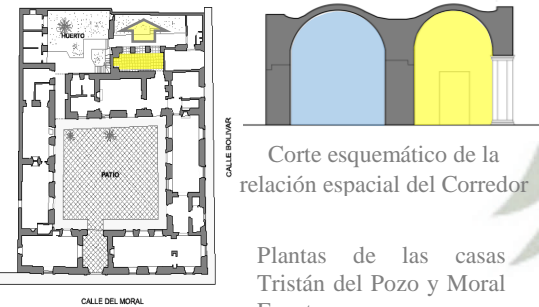 HUERTO
CALLE BOLIVAR
PATIO
CALLE DEL MORAL
Corte esquemático de la
relación espacial del Corredor
Plantas de las casas
Tristán del Pozo y Moral